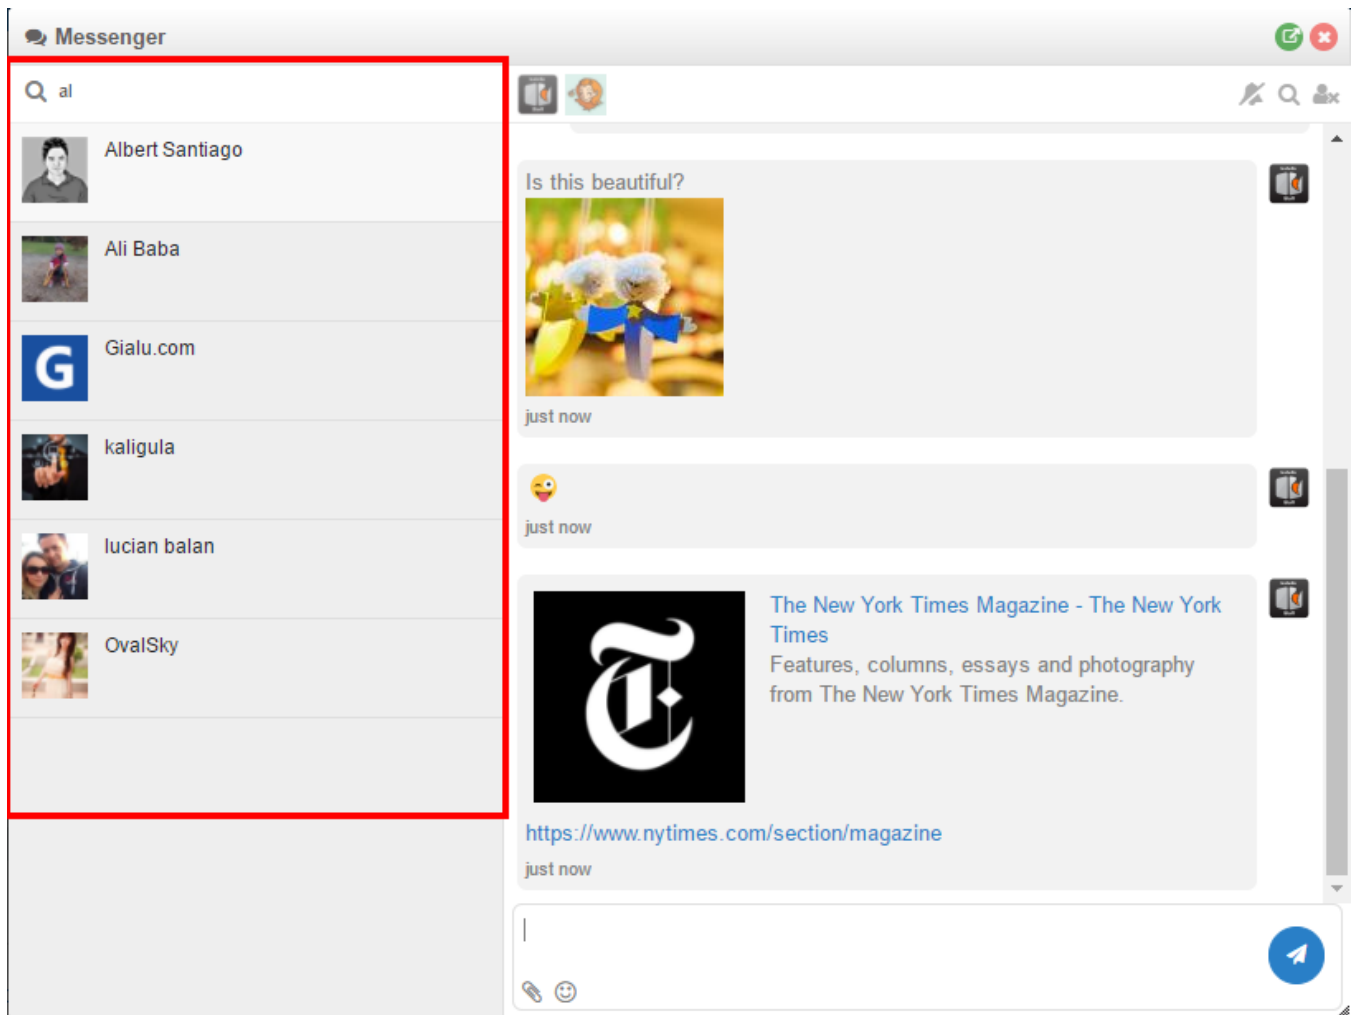 Messenger
al
Albert Santiago
Ali Baba
G
Gialu.com
kaligula
lucian balan
OvalSky
Is this beautiful?
just now
just now
The New York Times Magazine - The New York
Times
Features, columns, essays and photography
from The New York Times Magazine.
https://www.nytimes.com/section/magazine
just now